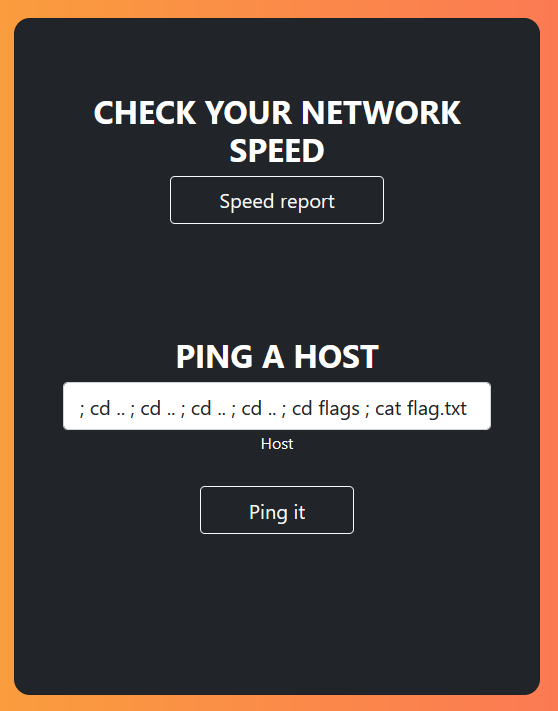 CHECK YOUR NETWORK
SPEED
Speed report
PING A HOST
; cd .. ; cd .. ; cd .. ; cd .. ; cd flags ; cat flag.txt
Host
Ping it